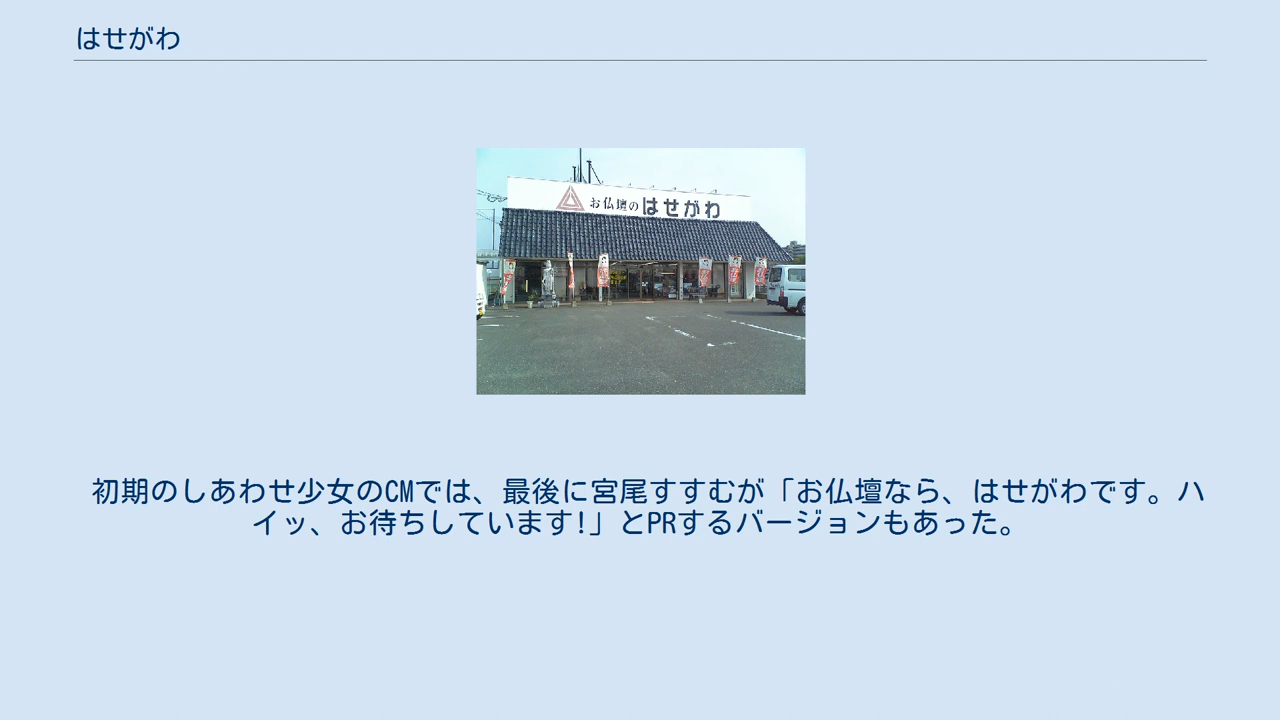 はせがわ
お仏壇の はせがわ
初期のしあわせ少女のCMでは、最後に宮尾すすむが「お仏壇なら、はせがわです。ハ
イッ、お待ちしています!」とPRするバージョンもあった。